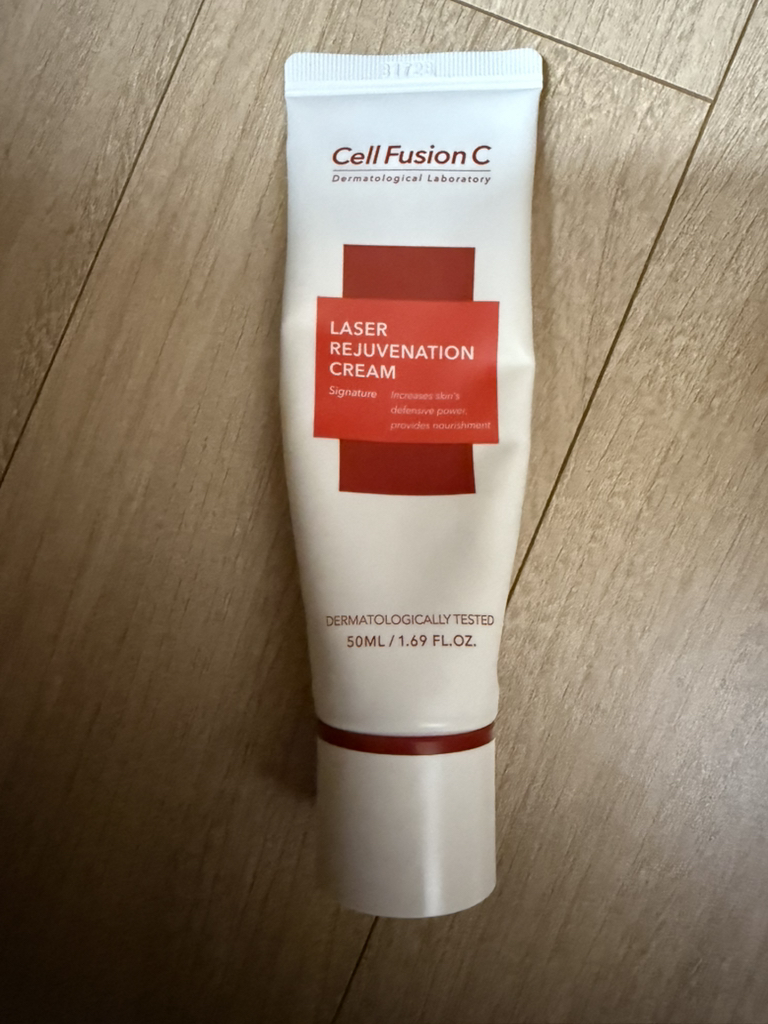 Cell Fusion C
Dermatological Laboratory
LASER
REJUVENATION
CREAM
Signature
Increases skin's
defensive power,
provides nourishment
DERMATOLOGICALLY TESTED
50ML / 1.69 FL.OZ.